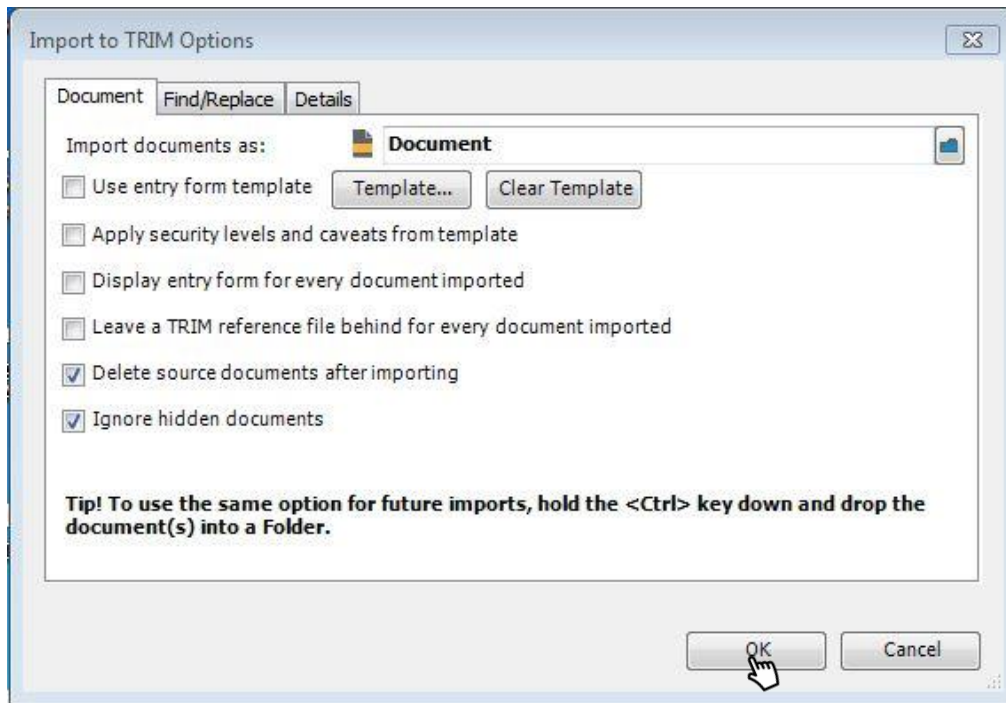 Import to TRIM Options
Document Find/Replace Details
Import documents as: Document
Use entry form template Template... Clear Template
Apply security levels and caveats from template
Display entry form for every document imported
Leave a TRIM reference file behind for every document imported
Delete source documents after importing
Ignore hidden documents
Tip! To use the same option for future imports, hold the <Ctrl> key down and drop the
document(s) into a Folder.
OK Cancel